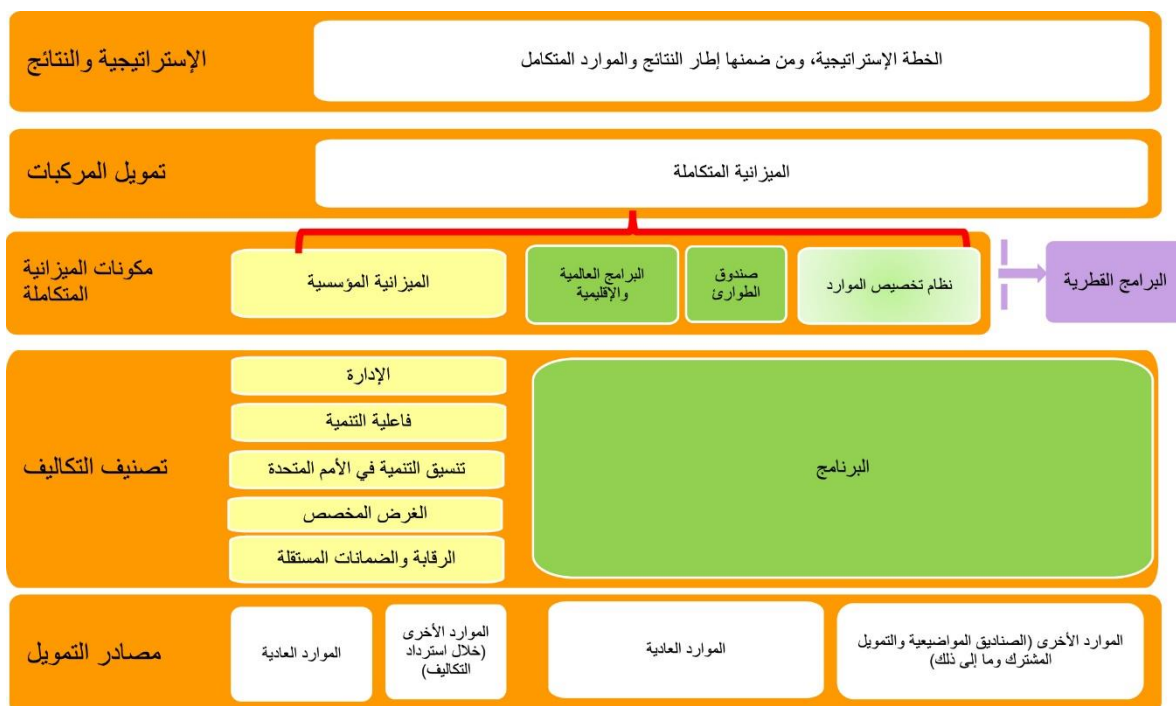 الإستراتيجية والنتائج
الخطة الإستراتيجية، ومن ضمنها إطار النتائج والموارد المتكامل
تمويل المركبات
الميزانية المتكاملة
مكونات الميزانية
المتكاملة
الميزانية المؤسسية
البرامج العالمية
والإقليمية
صندوق
الطوارئ
نظام تخصيص الموارد
البرامج القطرية
تصنيف التكاليف
الإدارة
فاعلية التنمية
تنسيق التنمية في الأمم المتحدة
الغرض المخصص
الرقابة والضمانات المستقلة
البرنامج
مصادر التمويل
الموارد العادية
الموارد الأخرى
(خلال استرداد
التكاليف)
الموارد العادية
الموارد الأخرى (الصناديق المواضيعية والتمويل
المشترك وما إلى ذلك)